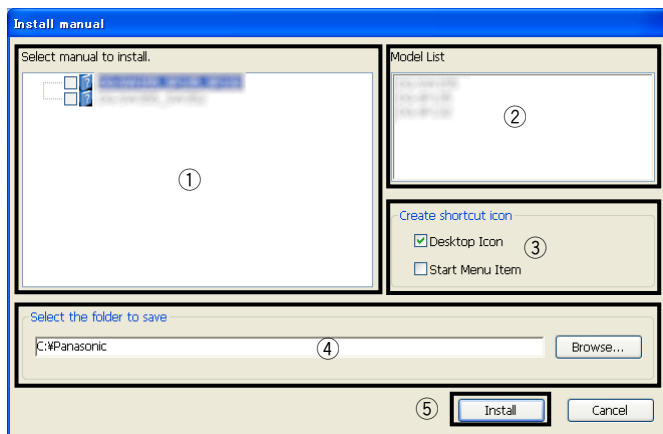 Install manual
Select manual to install.
①
Model List
②
Create shortcut icon
Desktop Icon
③
Start Menu Item
Select the folder to save
C:¥Panasonic
④
Browse...
⑤
Install
Cancel